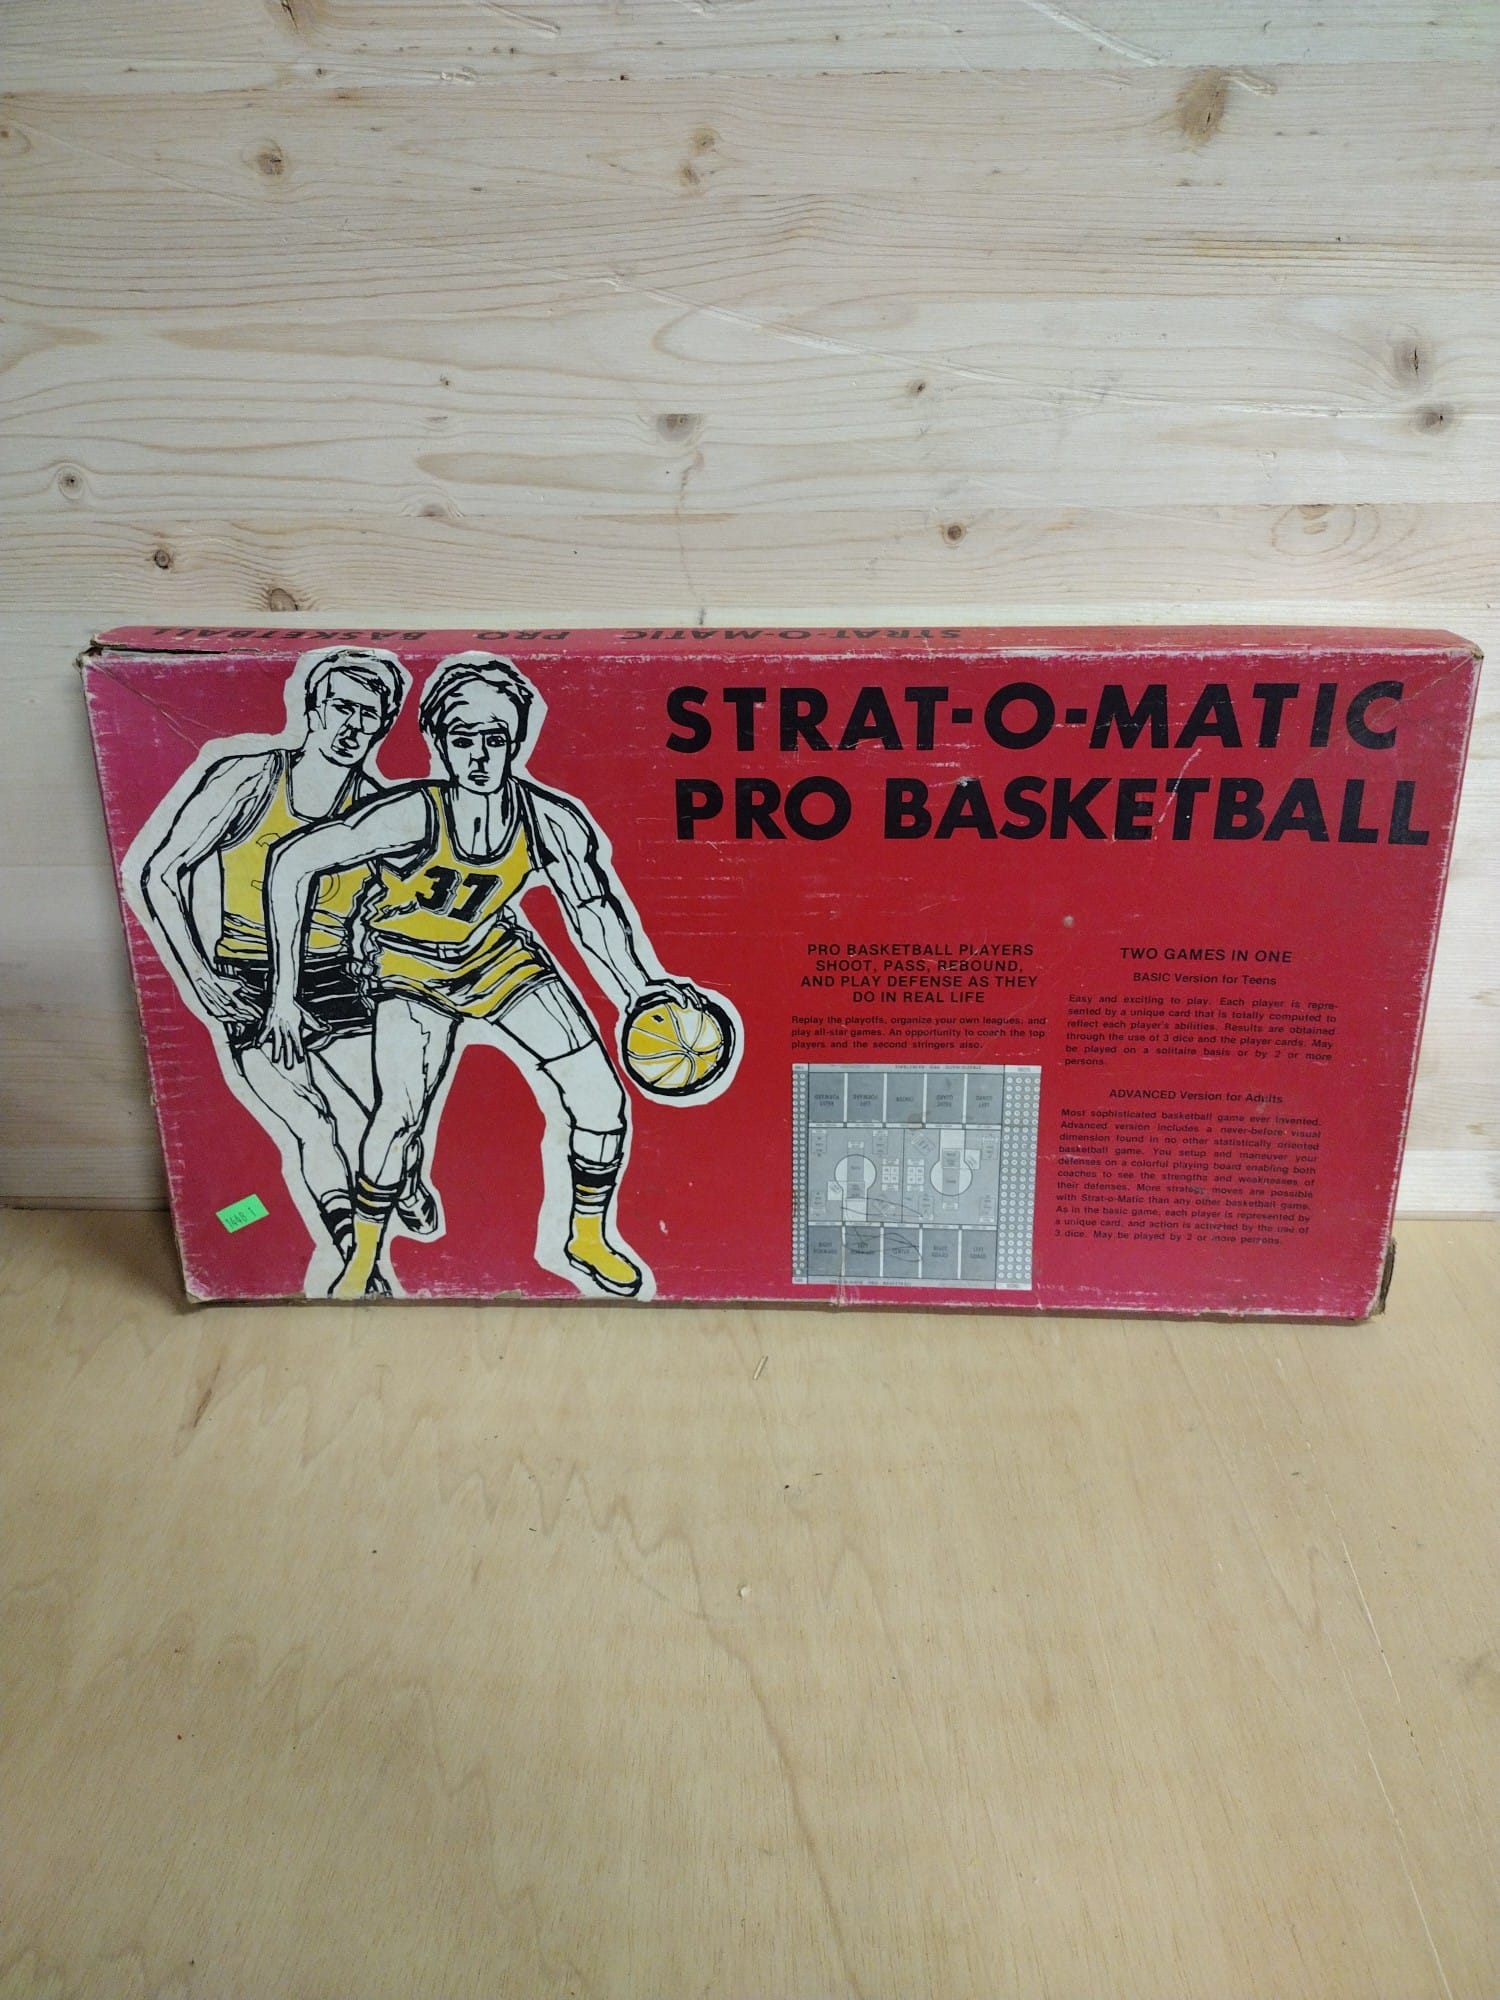 STRAT-O-MATIC PRO BASKETBALL
STRAT-O-MATIC
PRO BASKETBALL
37
PRO BASKETBALL PLAYERS
SHOOT, PASS, REBOUND,
AND PLAY DEFENSE AS THEY
DO IN REAL LIFE
Replay the playoffs, organize your own leagues, and
play all-star games. An opportunity to coach the top
players and the second stringers also.
TWO GAMES IN ONE
BASIC Version for Teens
Easy and exciting to play. Each player is repre-
sented by a unique card that is totally computed to
reflect each player's abilities. Results are obtained
through the use of 3 dice and the player cards. May
be played on a solitaire basis or by 2 or more
persons.
ADVANCED Version for Adults
Most sophisticated basketball game ever invented.
Advanced version includes a never-before visual
dimension found in no other statistically oriented
basketball game. You setup and maneuver your
defenses on a colorful playing board enabling both
coaches to see the strengths and weaknesses of
their defenses. More strategy moves are possible
with Strat-o-Matic than any other basketball game.
As in the basic game, each player is represented by
a unique card, and action is activated by the use of
3 dice. May be played by 2 or more persons.
1448 1